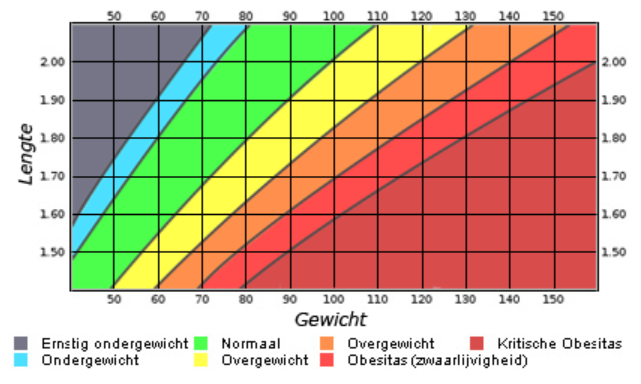 50 60 70 80 90 100 110 120 130 140 150
2.00 2.00
1.90 1.90
1.80 1.80
1.70 1.70
1.60 1.60
1.50 1.50
Lengte
50 60 70 80 90 100 110 120 130 140 150
Gewicht
Ernstig ondergewicht Normaal Overgewicht Kritische Obesitas
Ondergewicht Overgewicht Obesitas (zwaarlijvigheid)